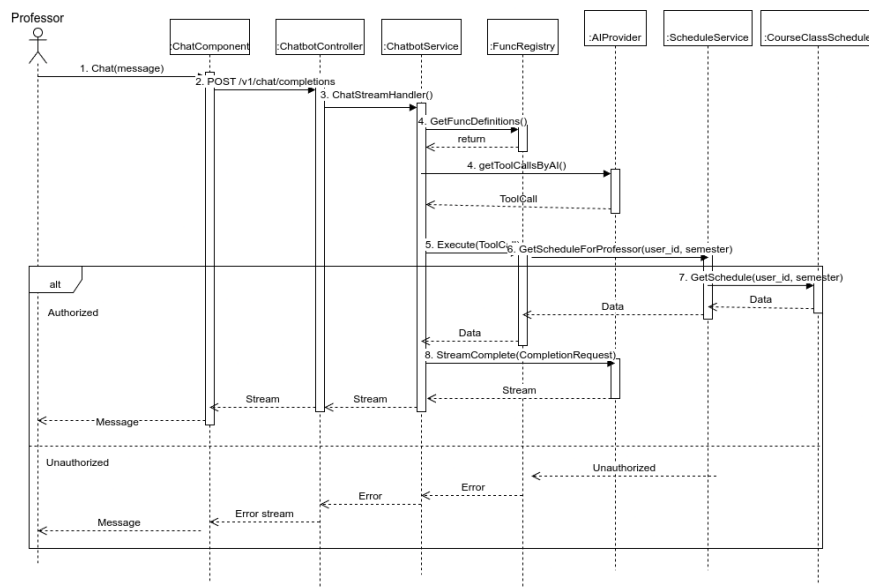 Professor
:ChatComponent
:ChatbotController
:ChatbotService
:FuncRegistry
:AIProvider
:ScheduleService
:CourseClassSchedule
1. Chat(message)
2. POST /v1/chat/completions
3. ChatStreamHandler()
4. GetFuncDefinitions()
return
4. getToolCallsByAI()
ToolCall
5. Execute(ToolC
6. GetScheduleForProfessor(user_id, semester)
alt
7. GetSchedule(user_id, semester)
Authorized
Data
Data
Data
8. StreamComplete(CompletionRequest)
Stream
Stream
Stream
Message
Unauthorized
Unauthorized
Error
Error
Error stream
Message